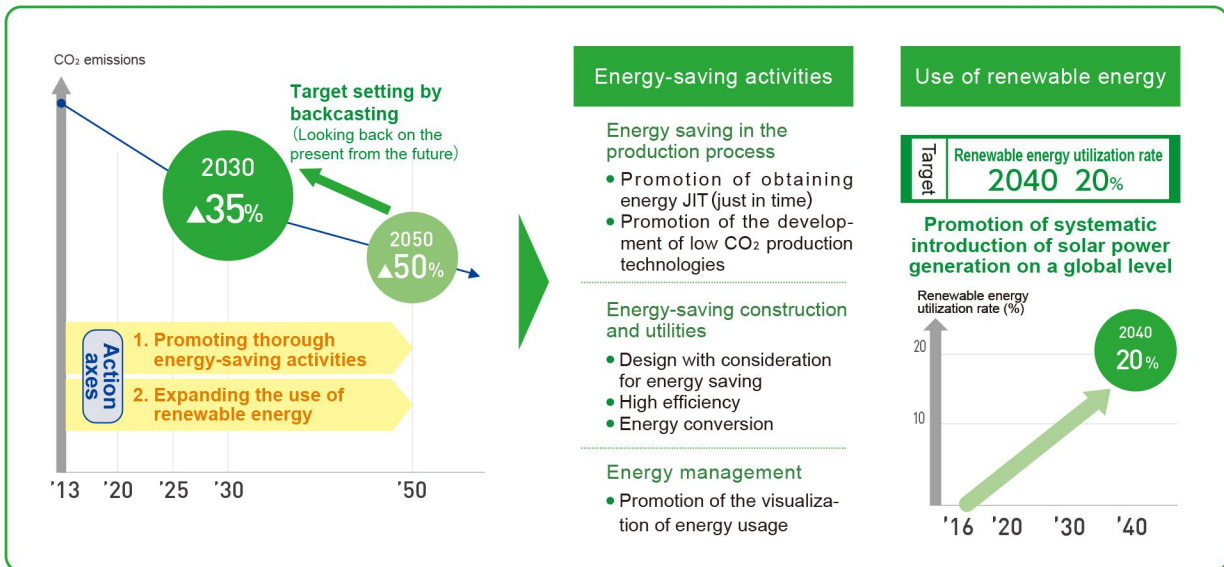 CO₂ emissions
Target setting by
backcasting
(Looking back on the
present from the future)
2030
▲35%
2050
▲50%
Action
axes
1. Promoting thorough
energy-saving activities
2. Expanding the use of
renewable energy
'13 '20 '25 '30 '50
Energy-saving activities
Energy saving in the
production process
● Promotion of obtaining
energy JIT (just in time)
● Promotion of the develop-
ment of low CO₂ production
technologies
Energy-saving construction
and utilities
● Design with consideration
for energy saving
● High efficiency
● Energy conversion
Energy management
● Promotion of the visualiza-
tion of energy usage
Use of renewable energy
Target
Renewable energy utilization rate
2040 20%
Promotion of systematic
introduction of solar power
generation on a global level
Renewable energy
utilization rate (%)
20
10
2040
20%
'16 '20 '30 '40